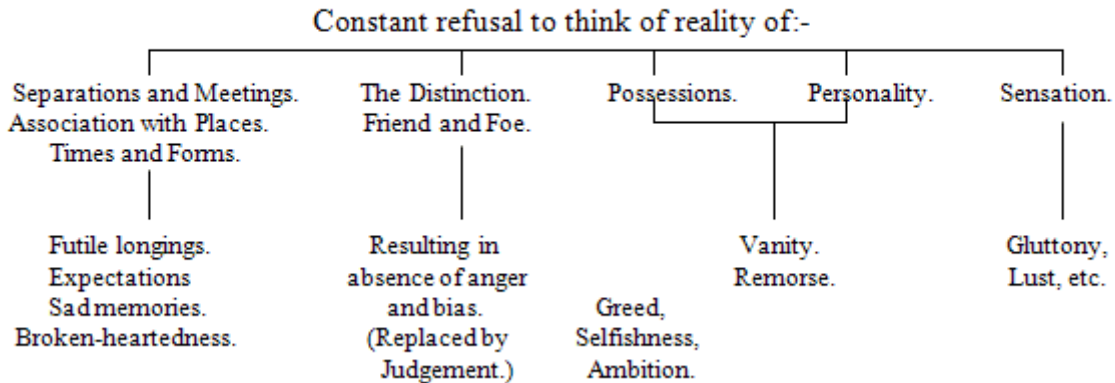 Constant refusal to think of reality of:-
Separations and Meetings.
Association with Places.
Times and Forms.
The Distinction.
Friend and Foe.
Possessions.
Personality.
Sensation.
Futile longings.
Expectations
Sad memories.
Broken-heartedness.
Resulting in
absence of anger
and bias.
(Replaced by
Judgement.)
Vanity.
Remorse.
Greed,
Selfishness,
Ambition.
Gluttony,
Lust, etc.